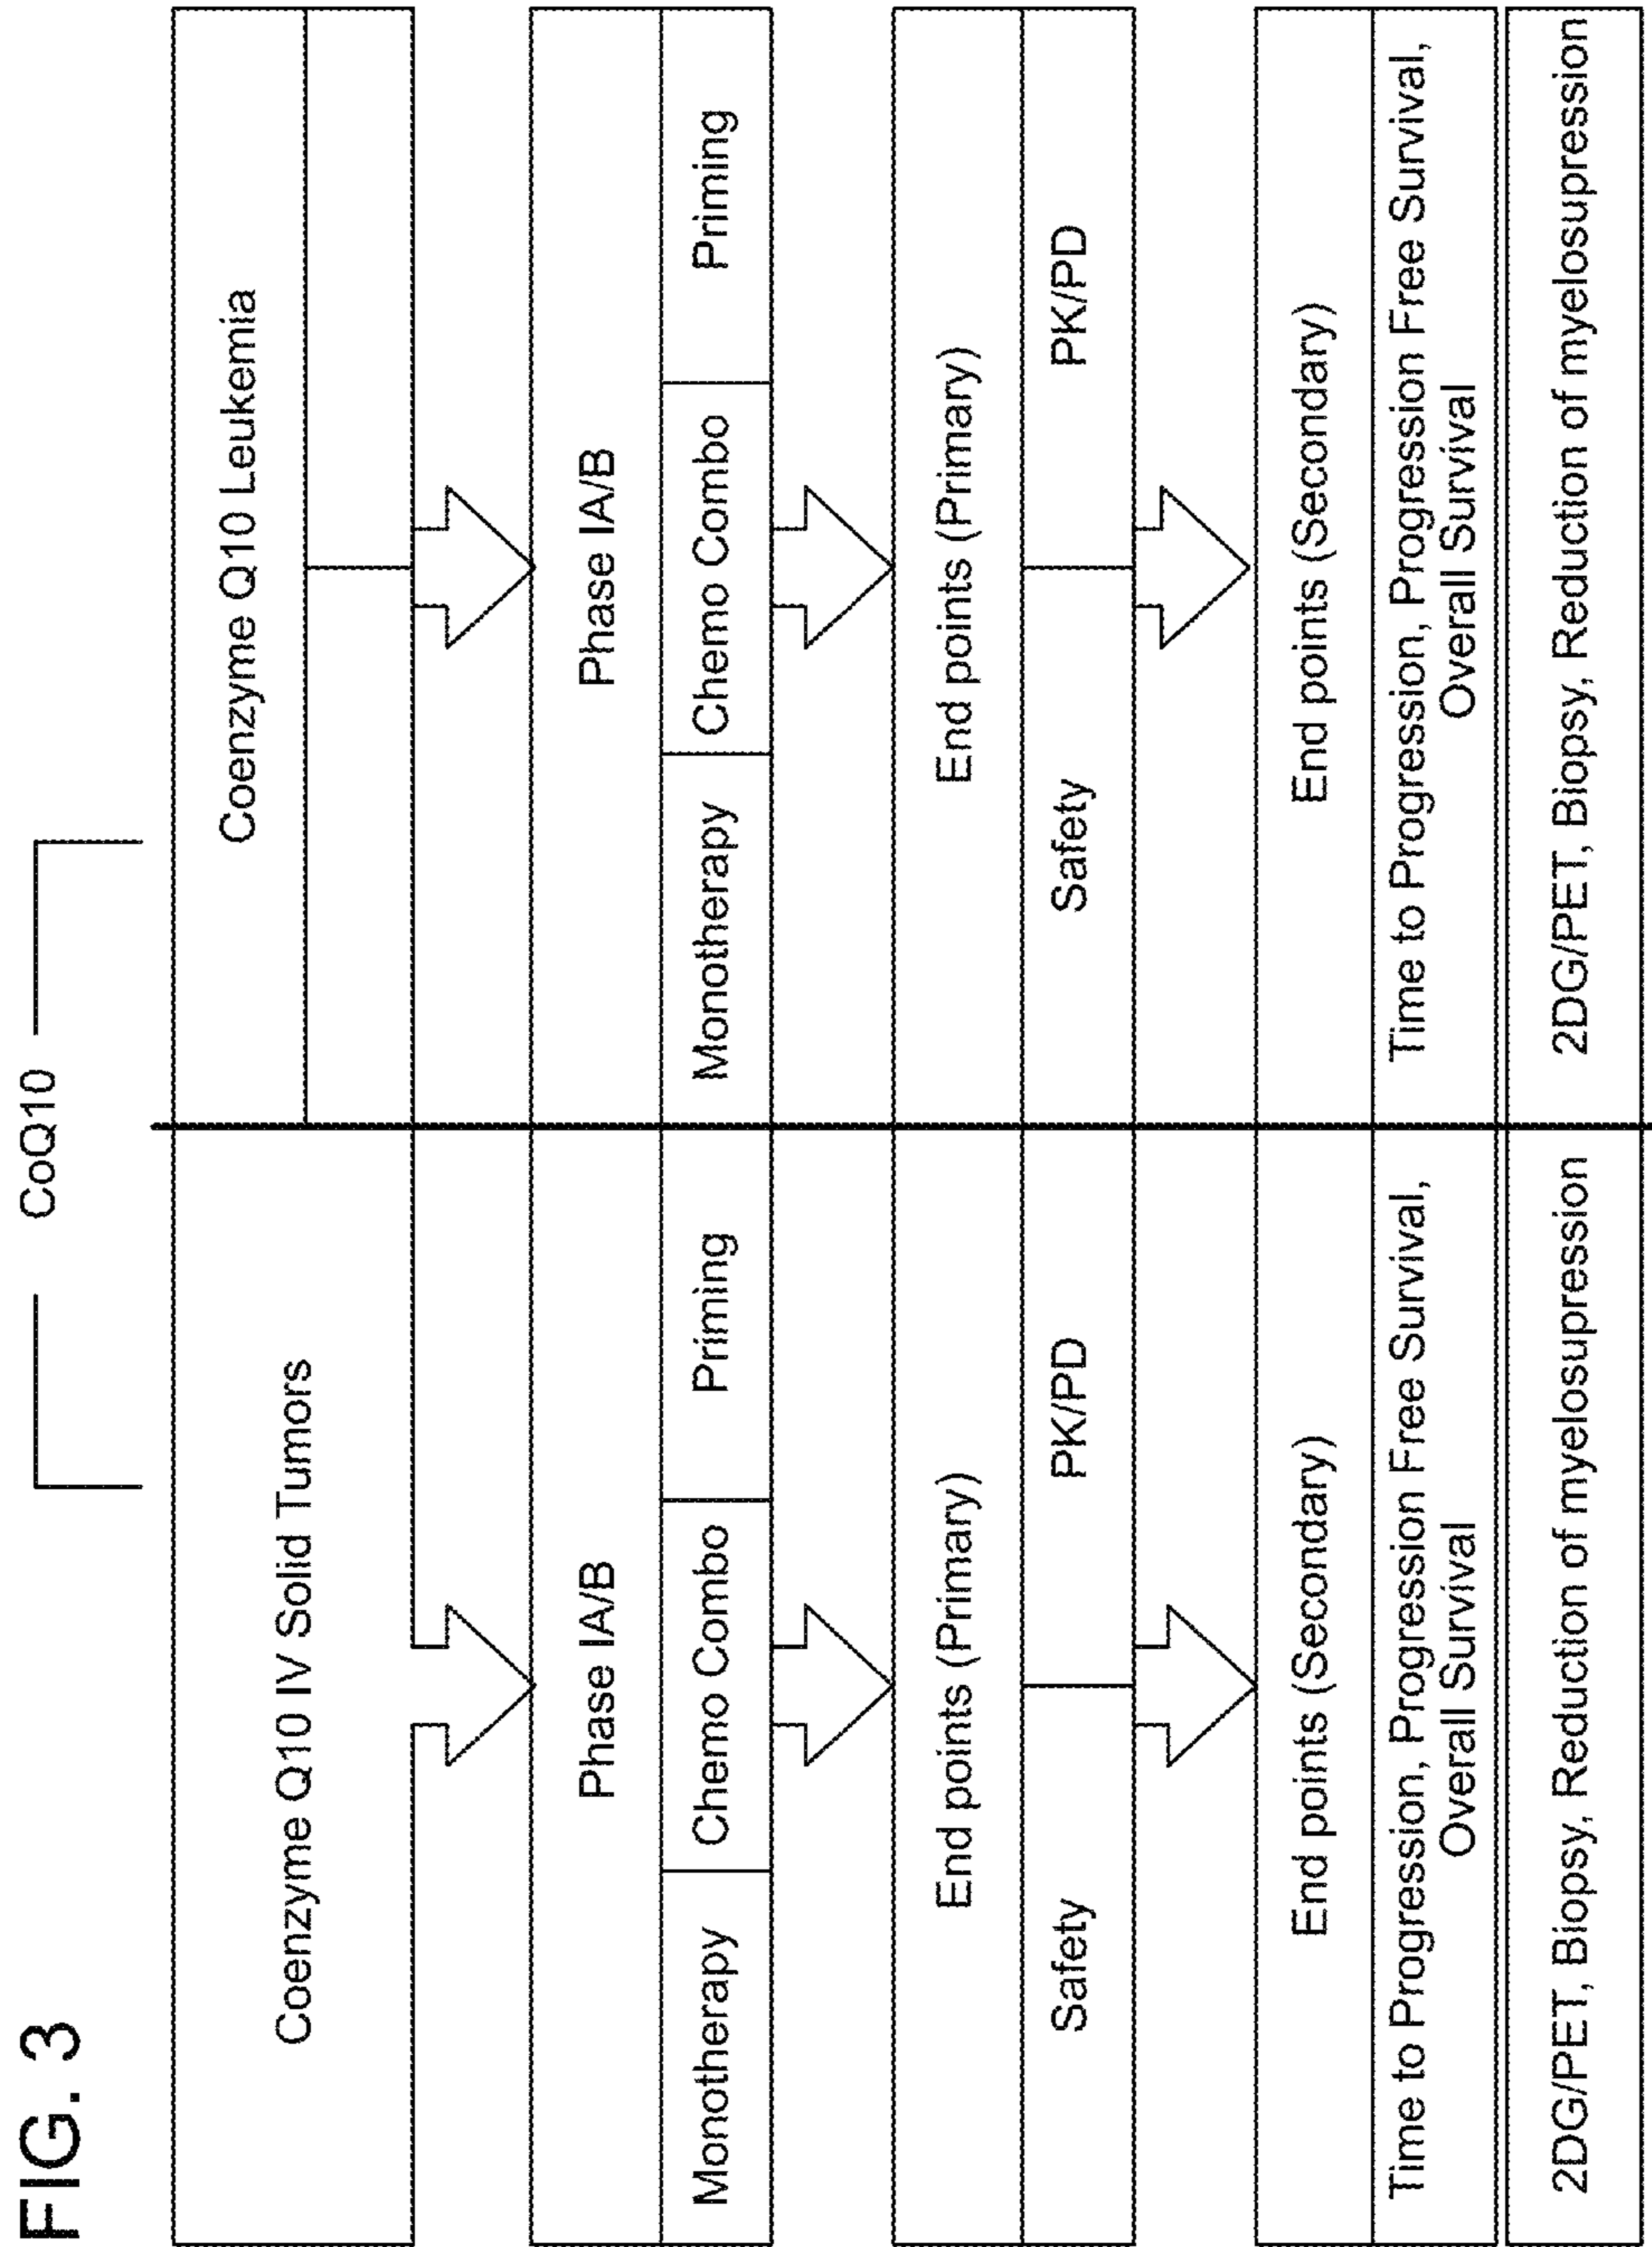 FIG. 3
CoQ10
Coenzyme Q10 IV Solid Tumors
Phase IA/B
Monotherapy
Chemo Combo
Priming
End points (Primary)
Safety
PK/PD
End points (Secondary)
Time to Progression, Progression Free Survival,
Overall Survival
2DG/PET, Biopsy, Reduction of myelosupression
Coenzyme Q10 Leukemia
Phase IA/B
Monotherapy
Chemo Combo
Priming
End points (Primary)
Safety
PK/PD
End points (Secondary)
Time to Progression, Progression Free Survival,
Overall Survival
2DG/PET, Biopsy, Reduction of myelosupression